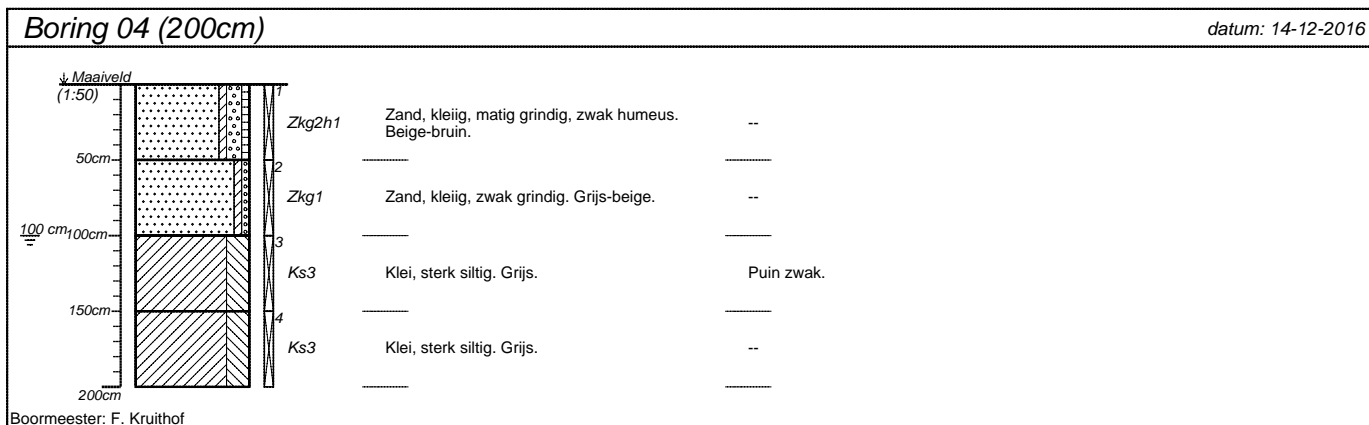 Boring 04 (200cm)
datum: 14-12-2016
Maaiveld
(1:50)
1
Zkg2h1
Zand, kleiig, matig grindig, zwak humeus.
Beige-bruin.
--
50cm
2
Zkg1
Zand, kleiig, zwak grindig. Grijs-beige.
--
100 cm
100cm
3
Ks3
Klei, sterk siltig. Grijs.
Puin zwak.
150cm
4
Ks3
Klei, sterk siltig. Grijs.
--
200cm
Boormeester: F. Kruithof